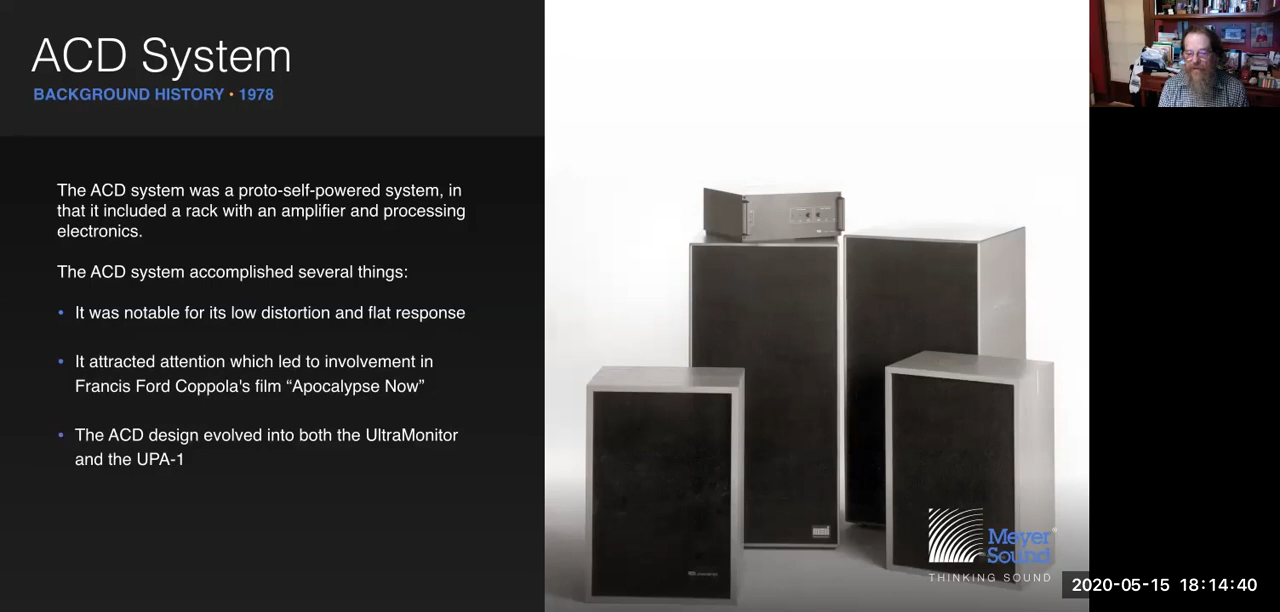 ACD System
BACKGROUND HISTORY • 1978
The ACD system was a proto-self-powered system, in
that it included a rack with an amplifier and processing
electronics.
The ACD system accomplished several things:
• It was notable for its low distortion and flat response
• It attracted attention which led to involvement in
Francis Ford Coppola's film “Apocalypse Now”
• The ACD design evolved into both the UltraMonitor
and the UPA-1
Meyer
Sound
THINKING SOUND
2020-05-15 18:14:40